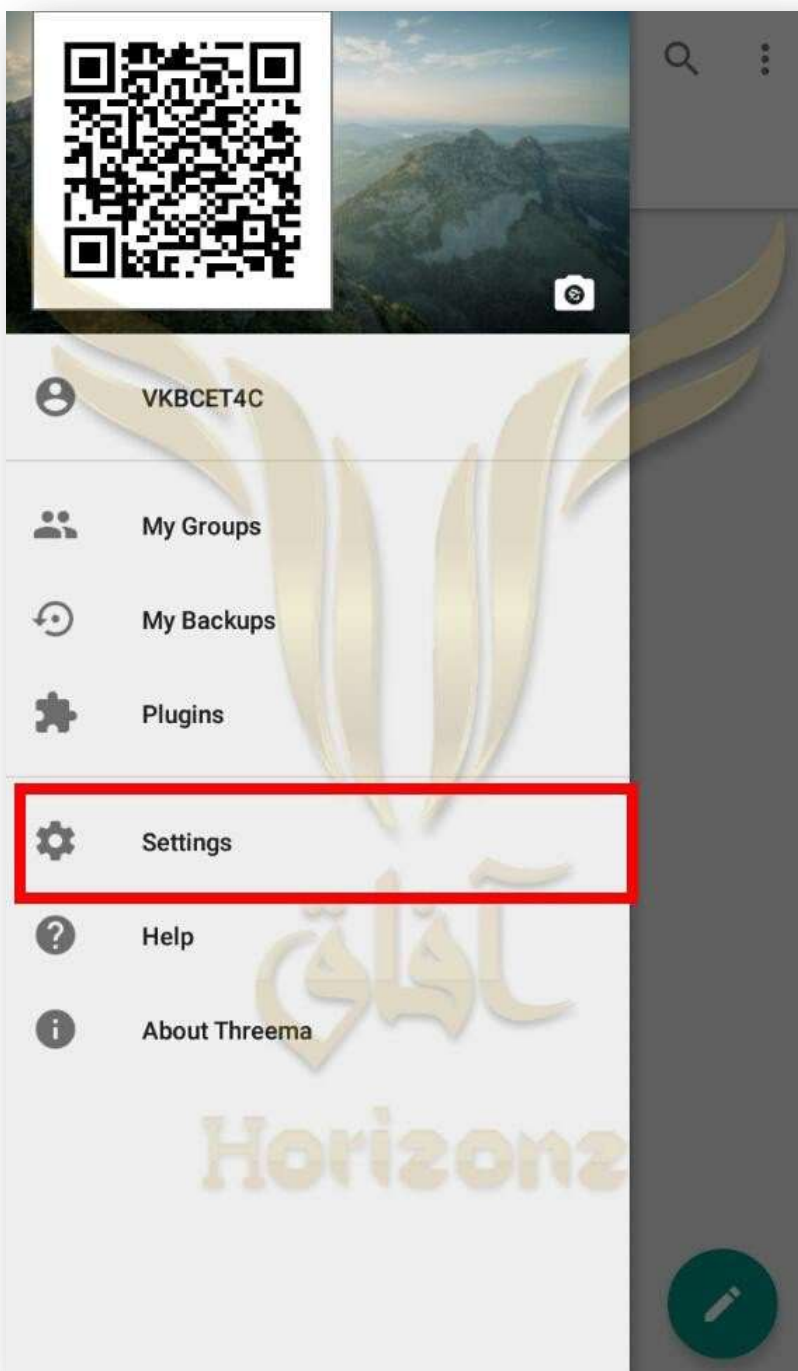 VKBCET4C
My Groups
My Backups
Plugins
Settings
Help
About Threema
آفاق
Horizons